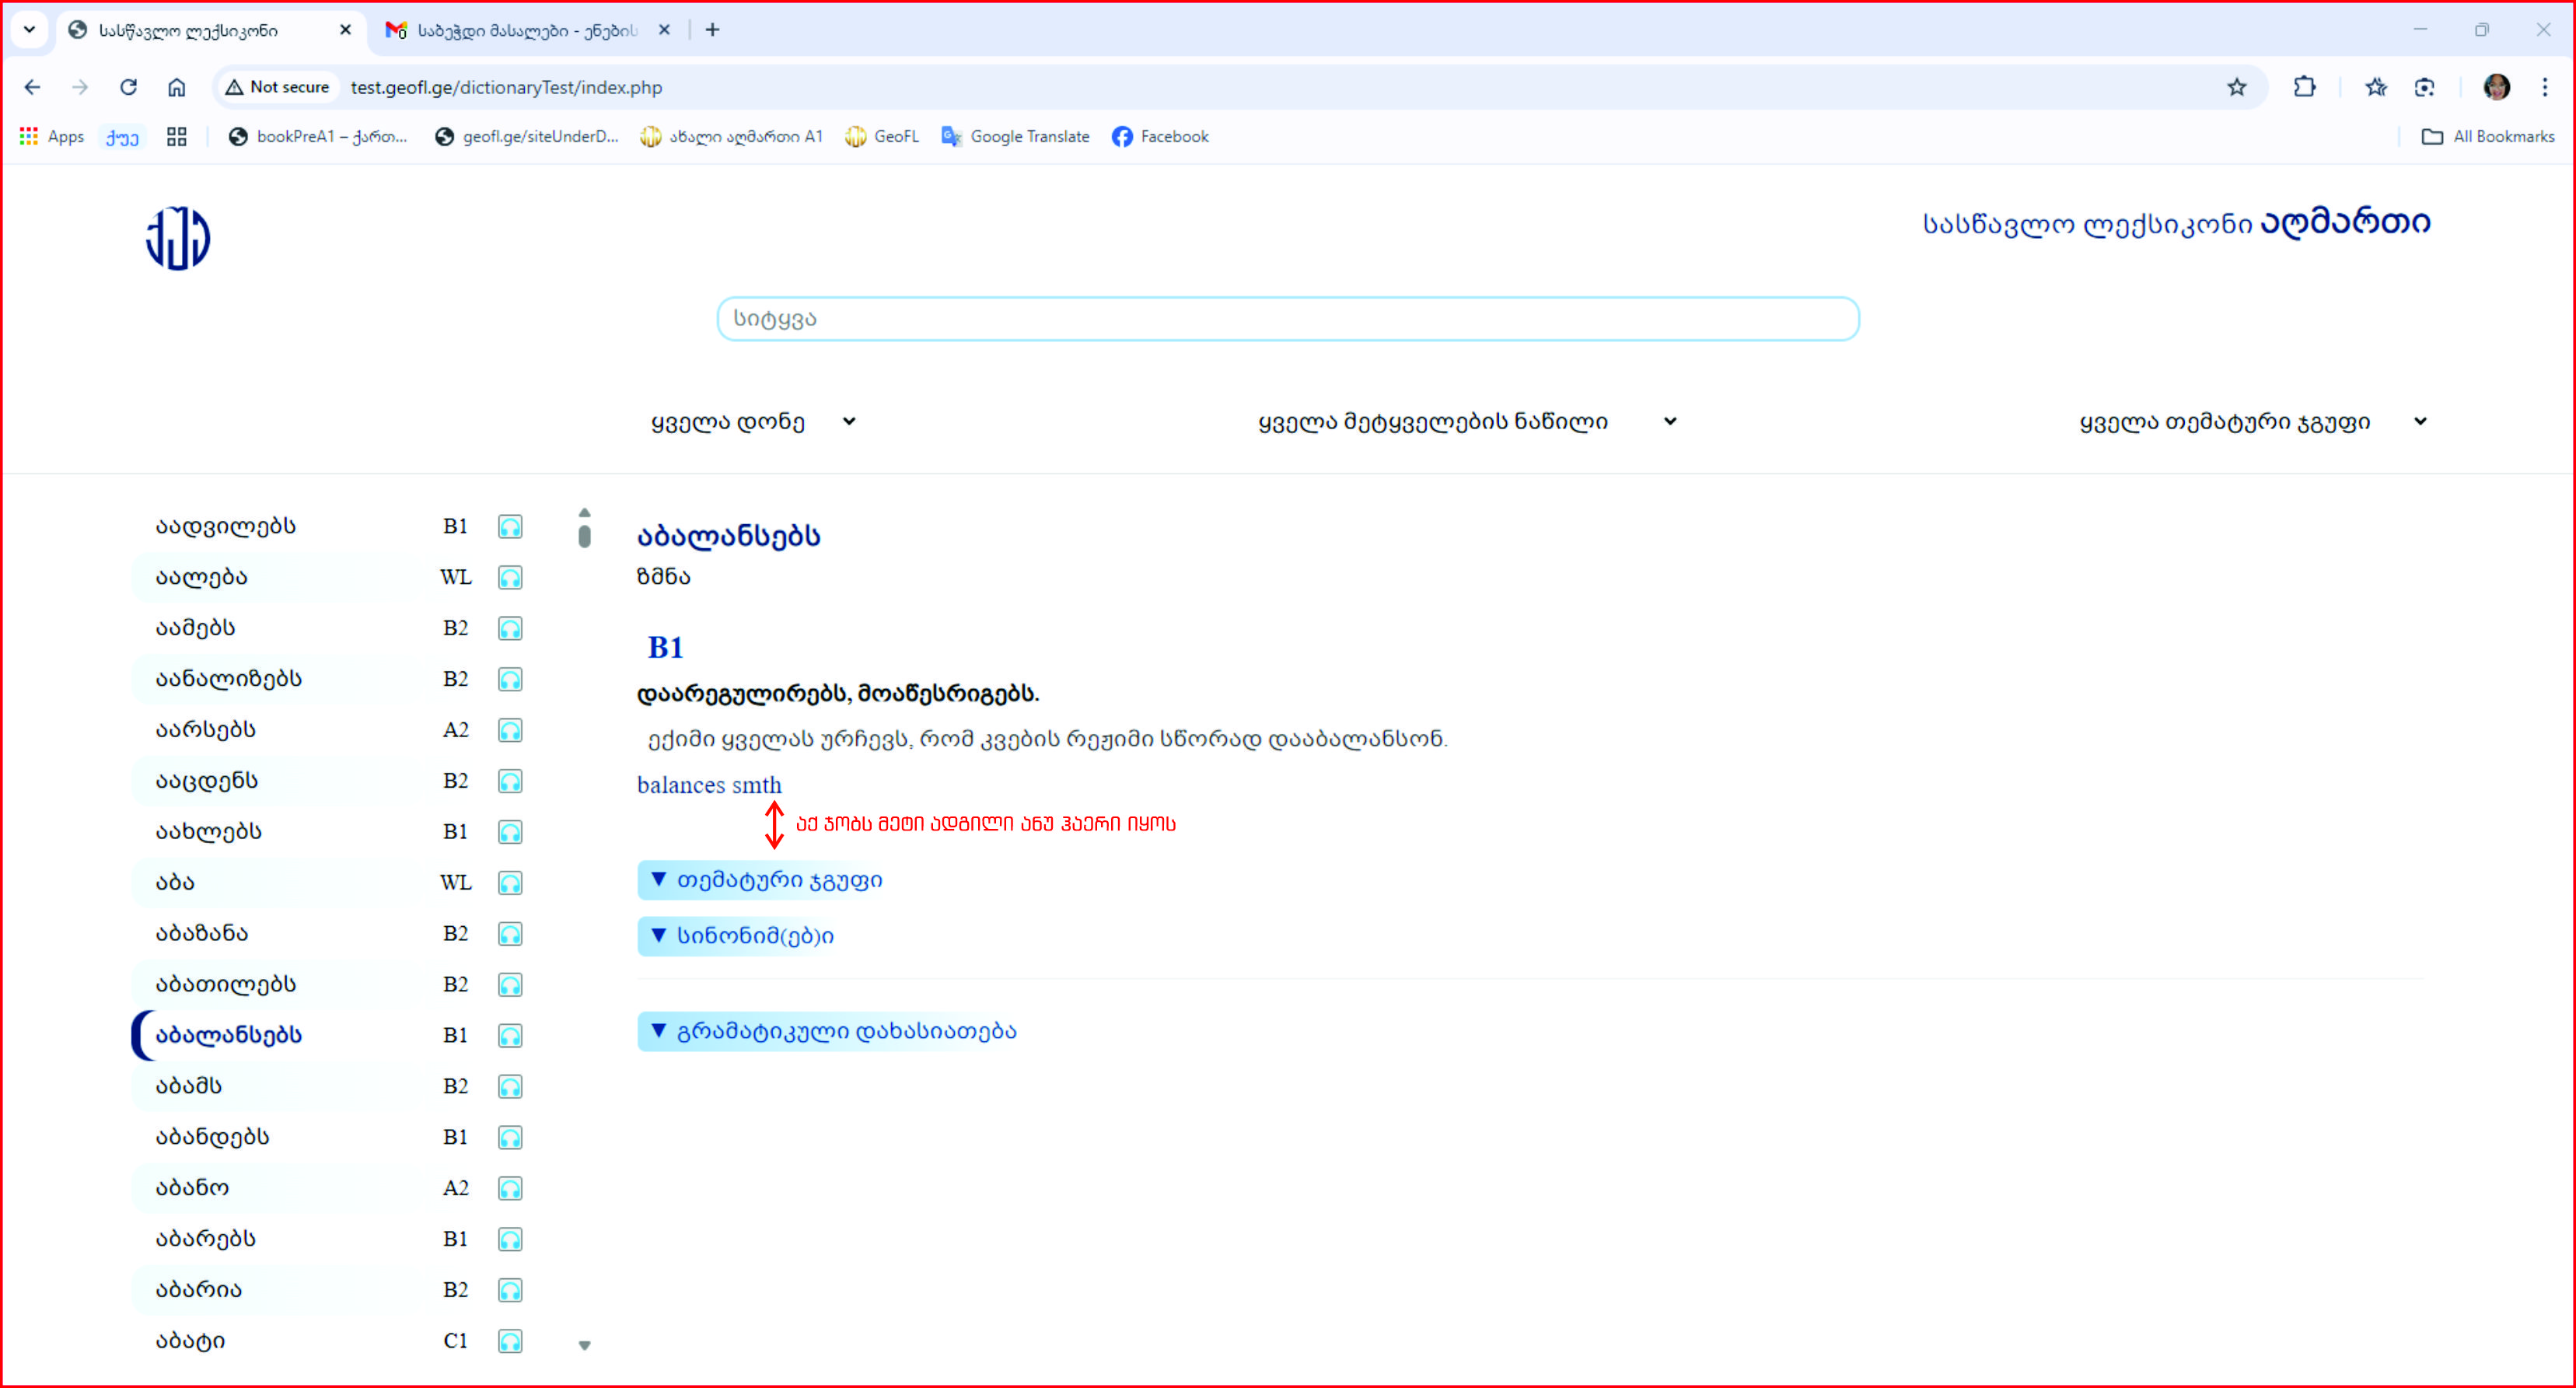 სასწავლო ლექსიკონი
საბეჭდი მასალები - ენების
Not secure test.geofl.ge/dictionaryTest/index.php
Apps ქუე bookPreA1 – ქართ... geofl.ge/siteUnderD... ახალი აღმართი A1 GeoFL Google Translate Facebook All Bookmarks
სასწავლო ლექსიკონი აღმართი
სიტყვა
ყველა დონე ყველა მეტყველების ნაწილი ყველა თემატური ჯგუფი
აადვილებს B1
აალება WL
აამებს B2
აანალიზებს B2
აარსებს A2
ააცდენს B2
აახლებს B1
აბა WL
აბაზანა B2
აბათილებს B2
აბალანსებს B1
აბამს B2
აბანდებს B1
აბანო A2
აბარებს B1
აბარია B2
აბატი C1
აბალანსებს
ზმნა
B1
დაარეგულირებს, მოაწესრიგებს.
ექიმი ყველას ურჩევს, რომ კვების რეჟიმი სწორად დააბალანსონ.
balances smth
აქ ჯობს მეტი ადგილი ანუ ჰაერი იყოს
▼ თემატური ჯგუფი
▼ სინონიმ(ებ)ი
▼ გრამატიკული დახასიათება